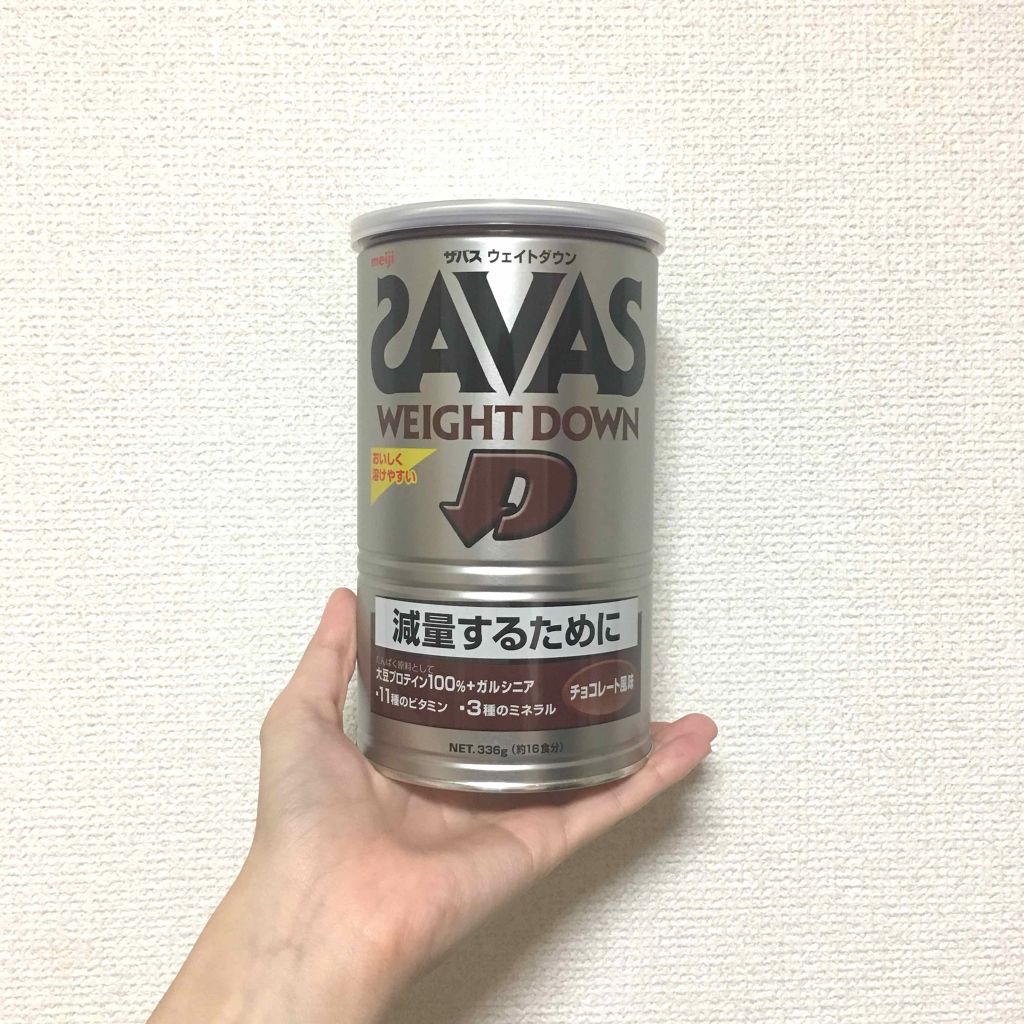 meiji
ザバス ウェイトダウン
SAVAS
WEIGHT DOWN
おいしく
溶けやすい
D
減量するために
たんぱく原料として
大豆プロテイン100%+ガルシニア
・11種のビタミン ・3種のミネラル
チョコレート風味
NET.336g(約16食分)